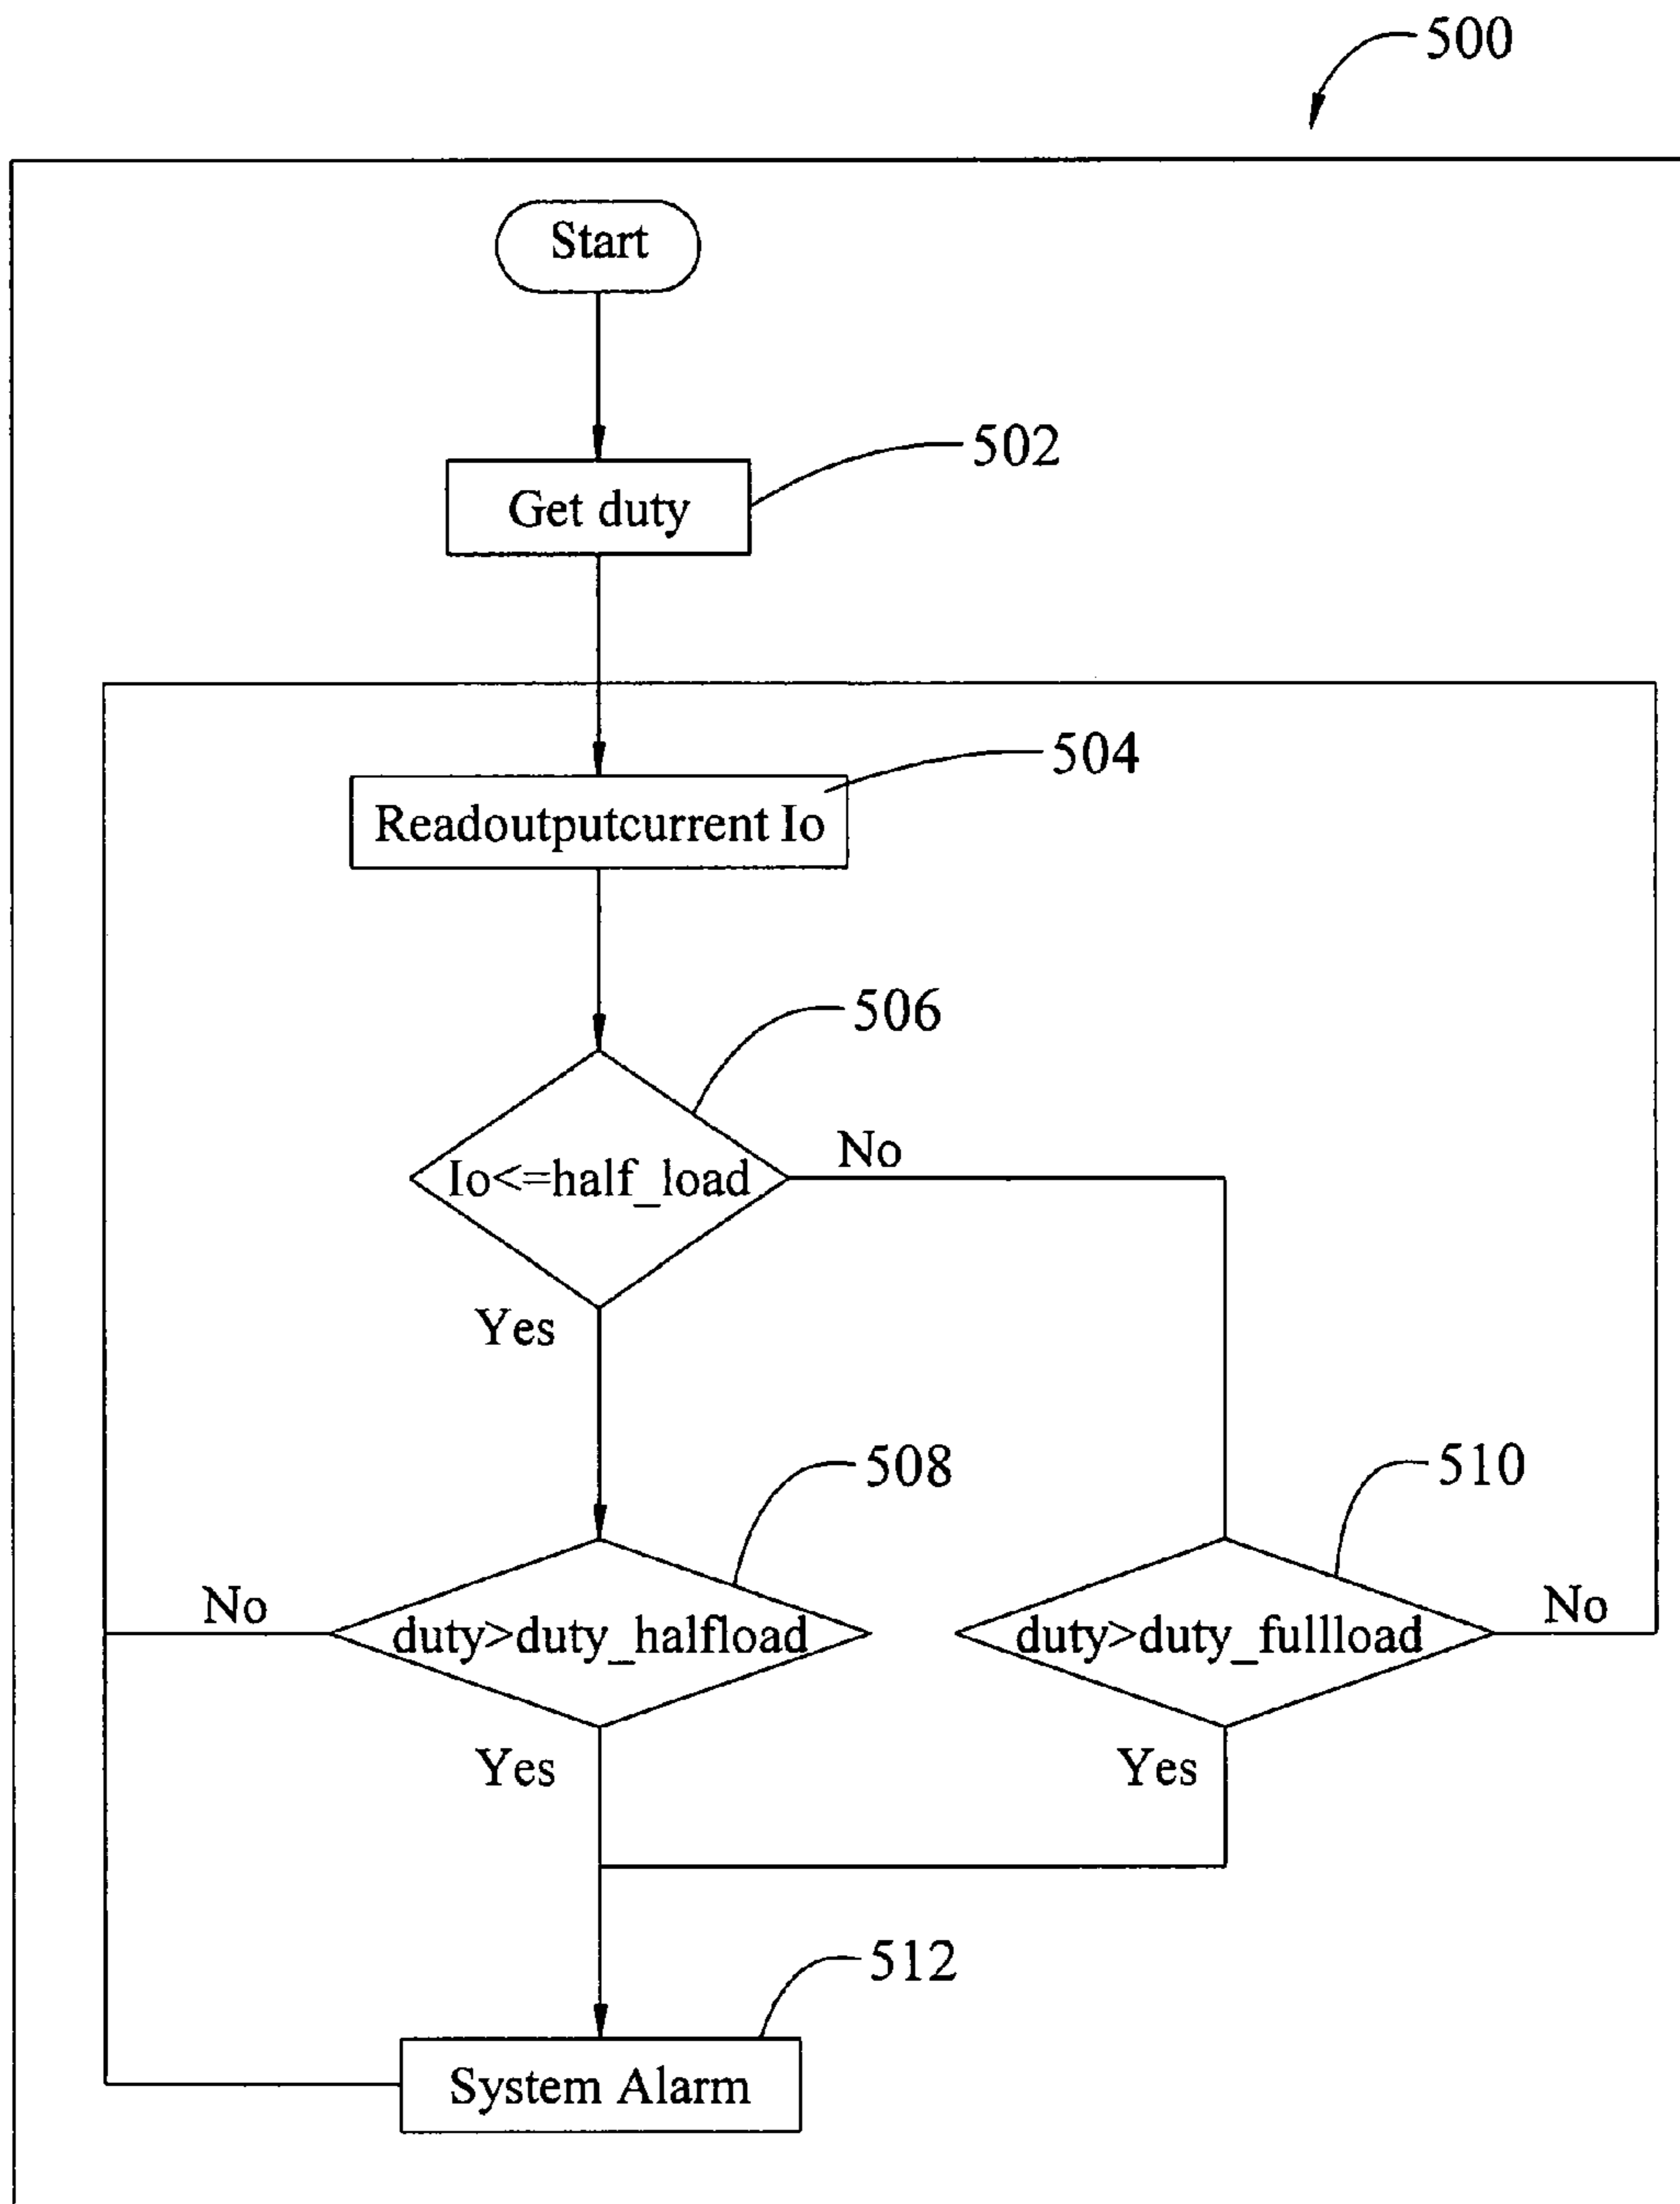 500
Start
502
Get duty
504
Readoutputcurrent Io
506
Io<=half_load
No
Yes
508
510
No
duty>duty_halfload
duty>duty_fullload
No
Yes
Yes
512
System Alarm